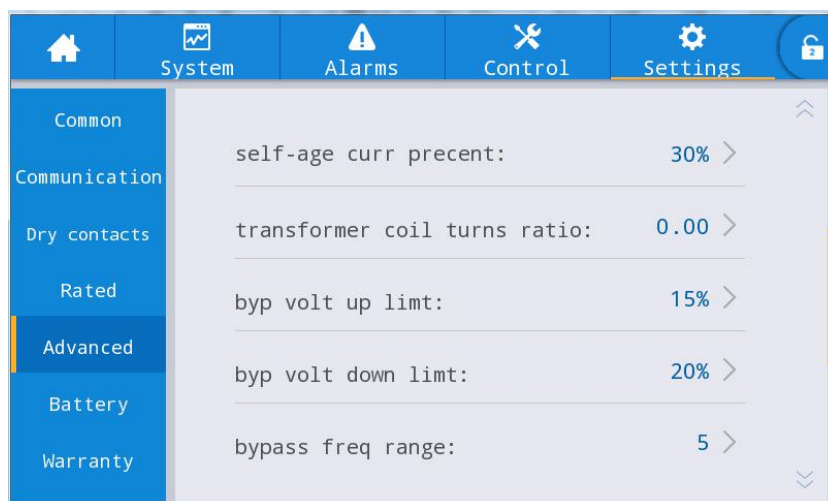 System Alarms Control Settings 2
Common
Communication
Dry contacts
Rated
Advanced
Battery
Warranty
self-age curr precent: 30%
transformer coil turns ratio: 0.00
byp volt up limt: 15%
byp volt down limt: 20%
bypass freq range: 5